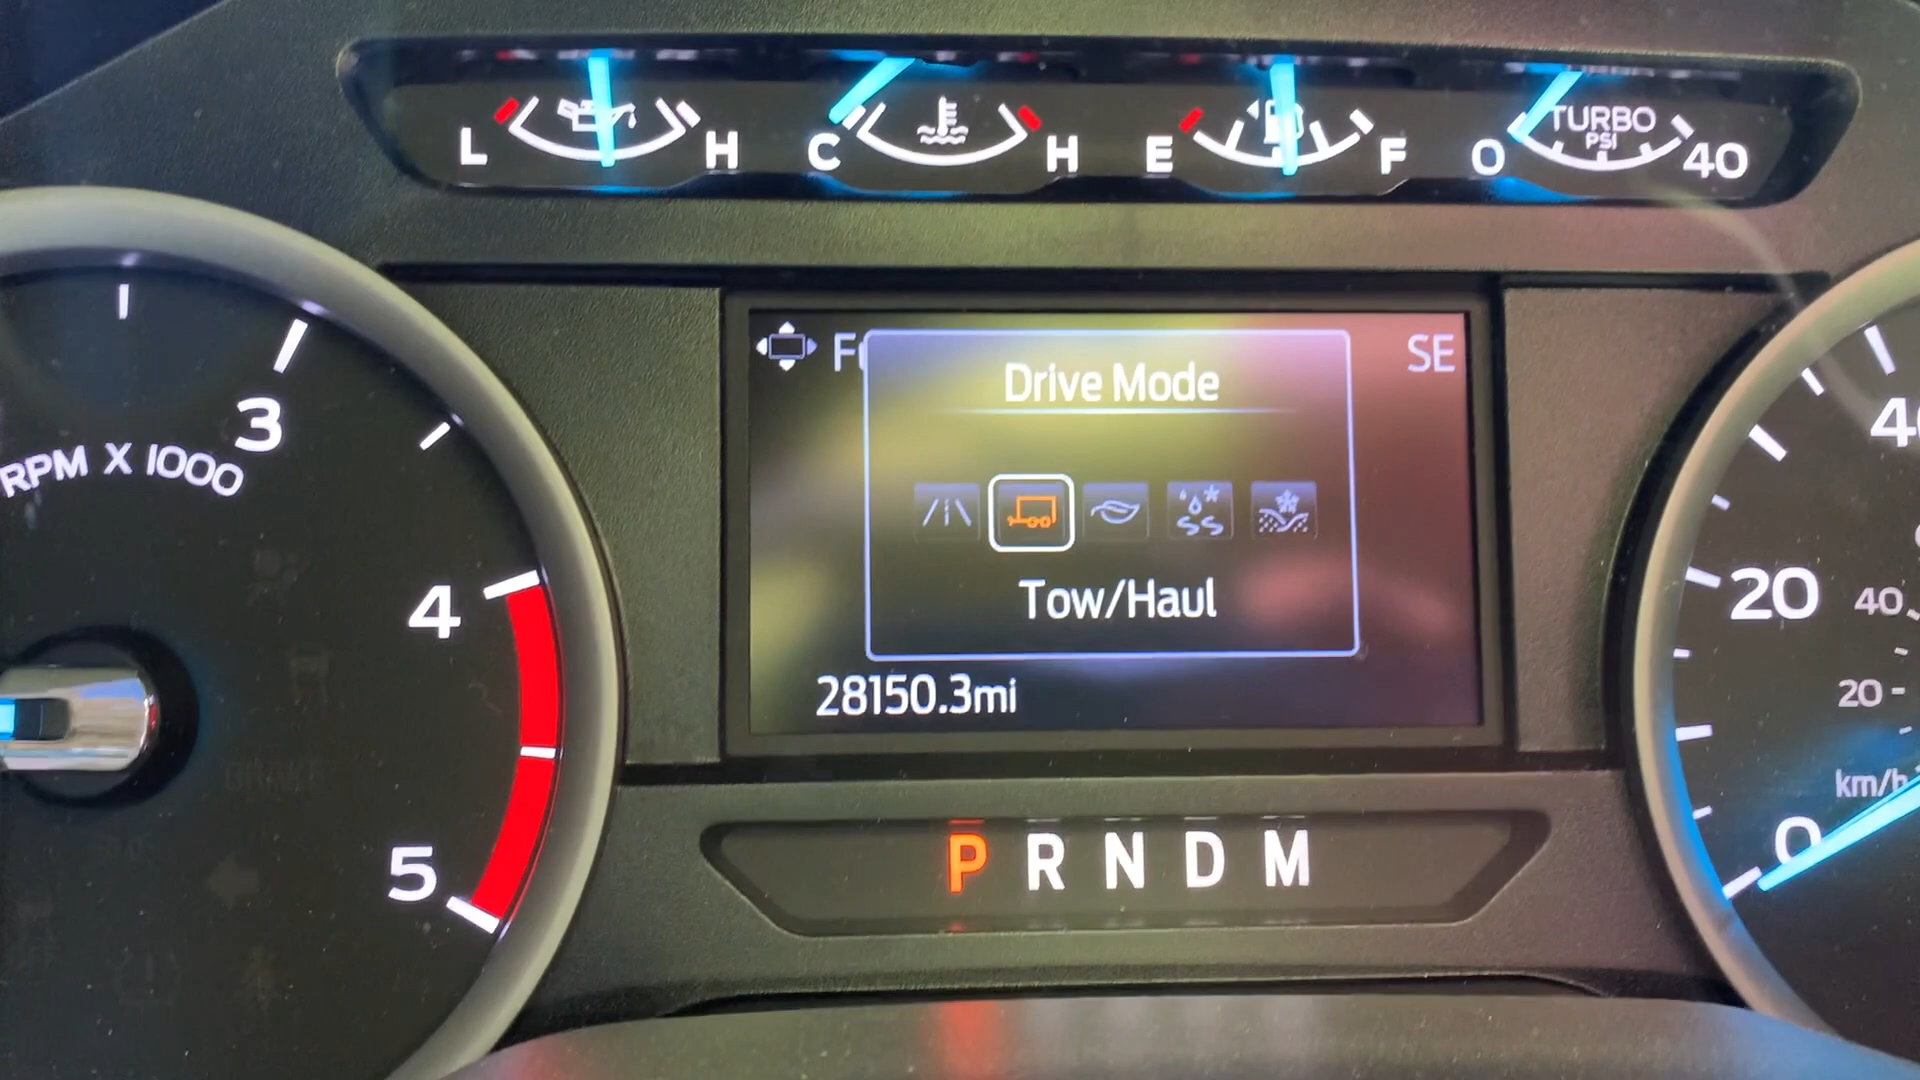 L H C H E F 0 TURBO PSI 40
Drive Mode
SE
3
RPM X 1000
4
5
Tow/Haul
28150.3mi
P R N D M
20
40
20
km/h
0